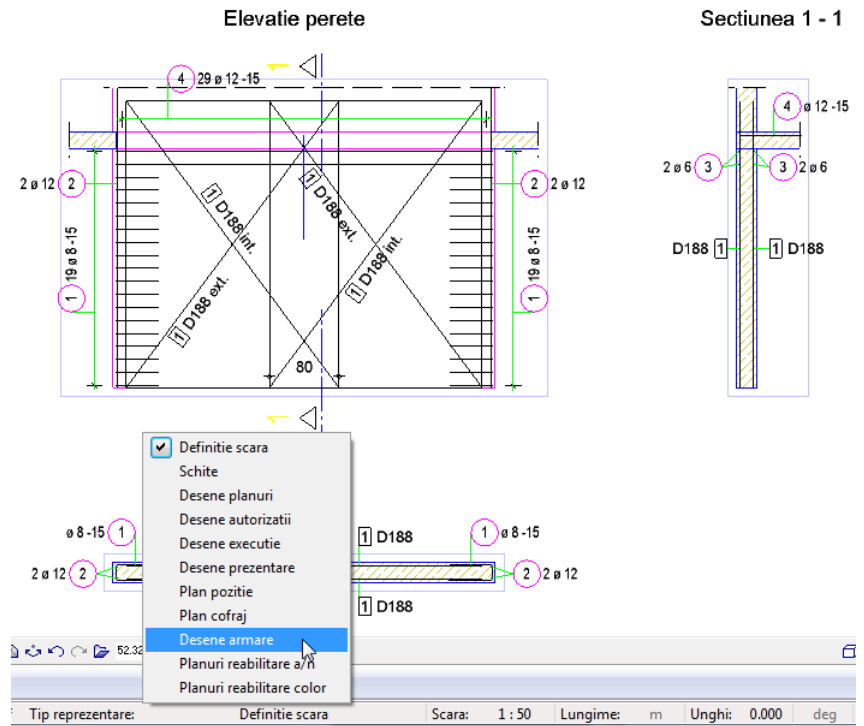 Elevatie perete
Sectiunea 1 - 1
1
4 29 ø 12 -15
4 ø 12 -15
2 ø 12 2
2 2 ø 12
2 ø 6 3
3 2 ø 6
1 D188 int.
1 D188 ext.
19 ø 8 -15
19 ø 8 -15
D188 1
1 D188
1
1
1 D188 ext.
1 D188 int.
80
1
Definitie scara
Schite
Desene planuri
Desene autorizatii
Desene executie
Desene prezentare
Plan pozitie
Plan cofraj
Desene armare
Planuri reabilitare a/n
Planuri reabilitare color
ø 8 -15 1
1 D188
1 ø 8 -15
2 ø 12 2
2 2 ø 12
1 D188
52.32
Tip reprezentare: Definitie scara Scara: 1 : 50 Lungime: m Unghi: 0.000 deg